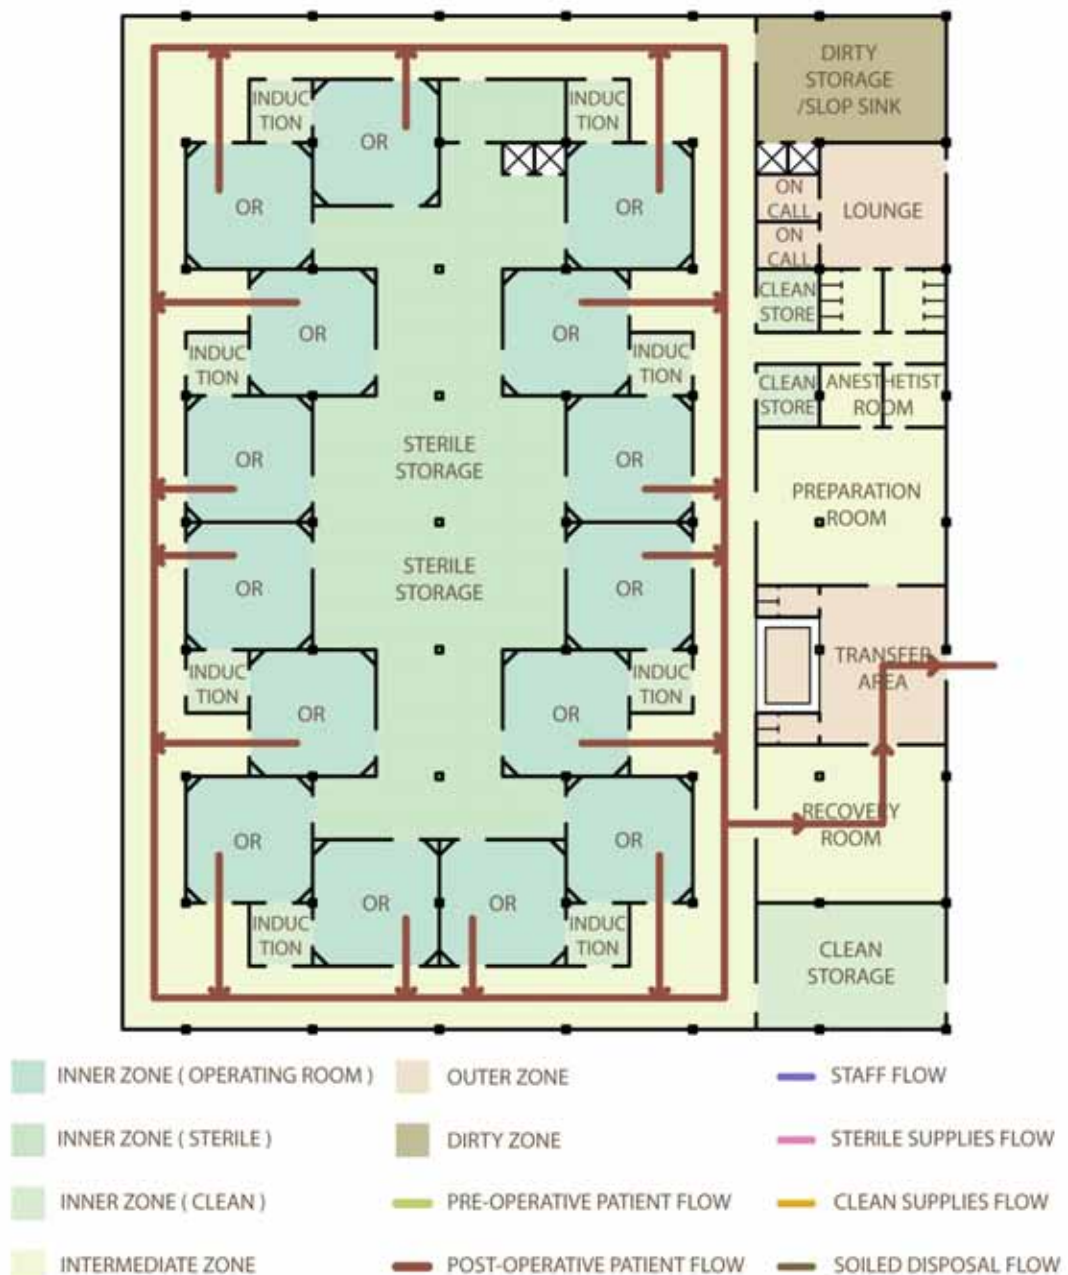 DIRTY
STORAGE
/SLOP SINK
INDUC
TION
INDUC
TION
OR
OR
OR
ON
CALL
LOUNGE
ON
CALL
CLEAN
STORE
OR
OR
INDUC
TION
INDUC
TION
CLEAN
STORE
ANESTHETIST
ROOM
OR
STERILE
STORAGE
OR
PREPARATION
ROOM
OR
STERILE
STORAGE
OR
INDUC
TION
INDUC
TION
TRANSFER
AREA
OR
OR
OR
OR
RECOVERY
ROOM
OR
OR
INDUC
TION
INDUC
TION
CLEAN
STORAGE
INNER ZONE ( OPERATING ROOM )
OUTER ZONE
STAFF FLOW
INNER ZONE ( STERILE )
DIRTY ZONE
STERILE SUPPLIES FLOW
INNER ZONE ( CLEAN )
PRE-OPERATIVE PATIENT FLOW
CLEAN SUPPLIES FLOW
INTERMEDIATE ZONE
POST-OPERATIVE PATIENT FLOW
SOILED DISPOSAL FLOW